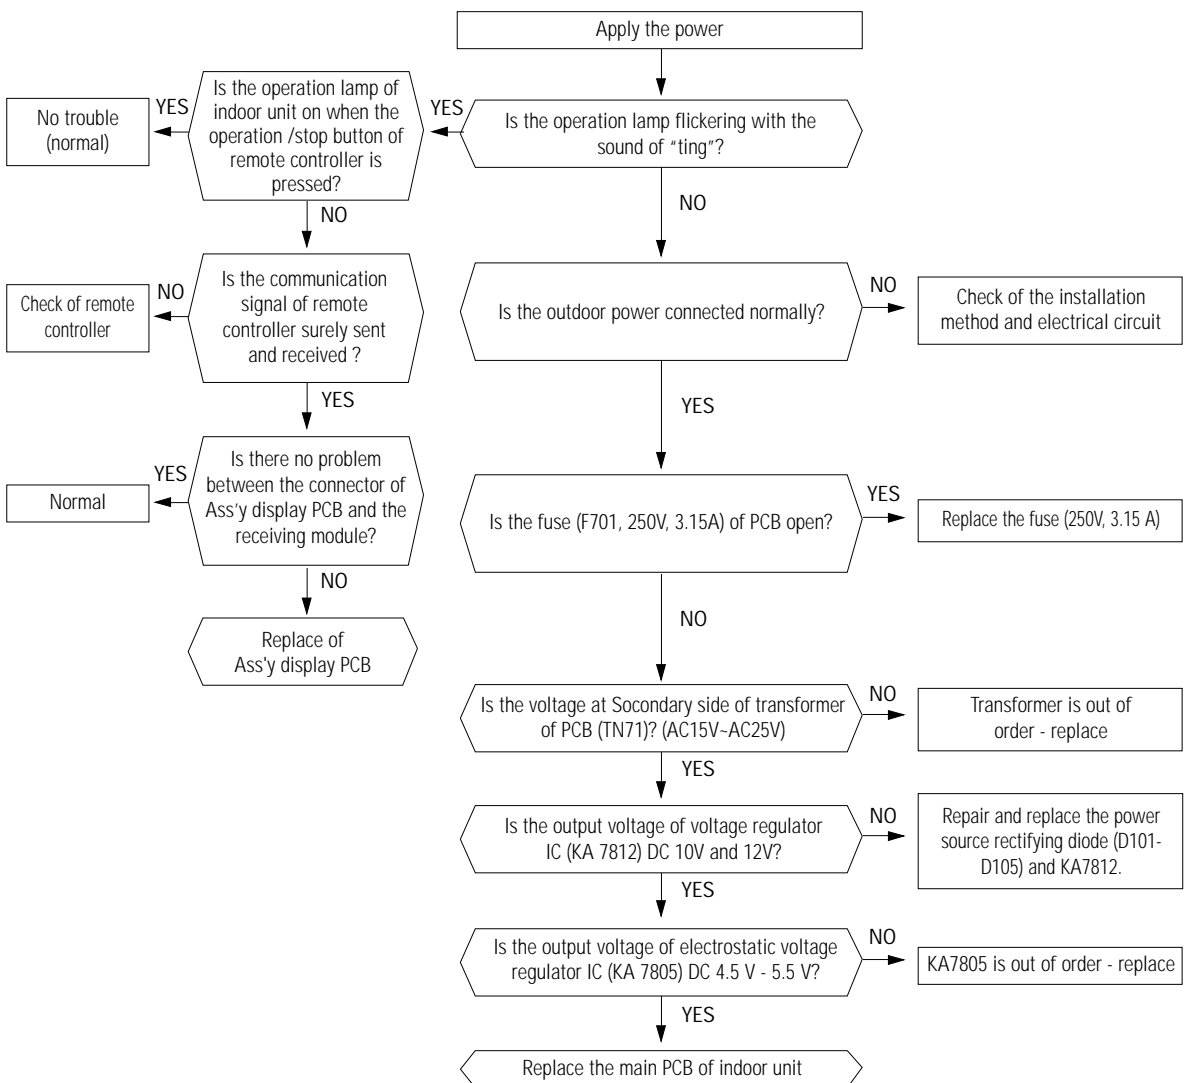 Apply the power
Is the operation lamp flickering with the
sound of "ting"?
YES
Is the operation lamp of
indoor unit on when the
operation /stop button of
remote controller is
pressed?
YES
No trouble
(normal)
NO
Is the communication
signal of remote
controller surely sent
and received ?
NO
Check of remote
controller
YES
Is there no problem
between the connector of
Ass'y display PCB and the
receiving module?
YES
Normal
NO
Replace of
Ass'y display PCB
NO
Is the outdoor power connected normally?
NO
Check of the installation
method and electrical circuit
YES
Is the fuse (F701, 250V, 3.15A) of PCB open?
YES
Replace the fuse (250V, 3.15 A)
NO
Is the voltage at Socondary side of transformer
of PCB (TN71)? (AC15V~AC25V)
NO
Transformer is out of
order - replace
YES
Is the output voltage of voltage regulator
IC (KA 7812) DC 10V and 12V?
NO
Repair and replace the power
source rectifying diode (D101-
D105) and KA7812.
YES
Is the output voltage of electrostatic voltage
regulator IC (KA 7805) DC 4.5 V - 5.5 V?
NO
KA7805 is out of order - replace
YES
Replace the main PCB of indoor unit